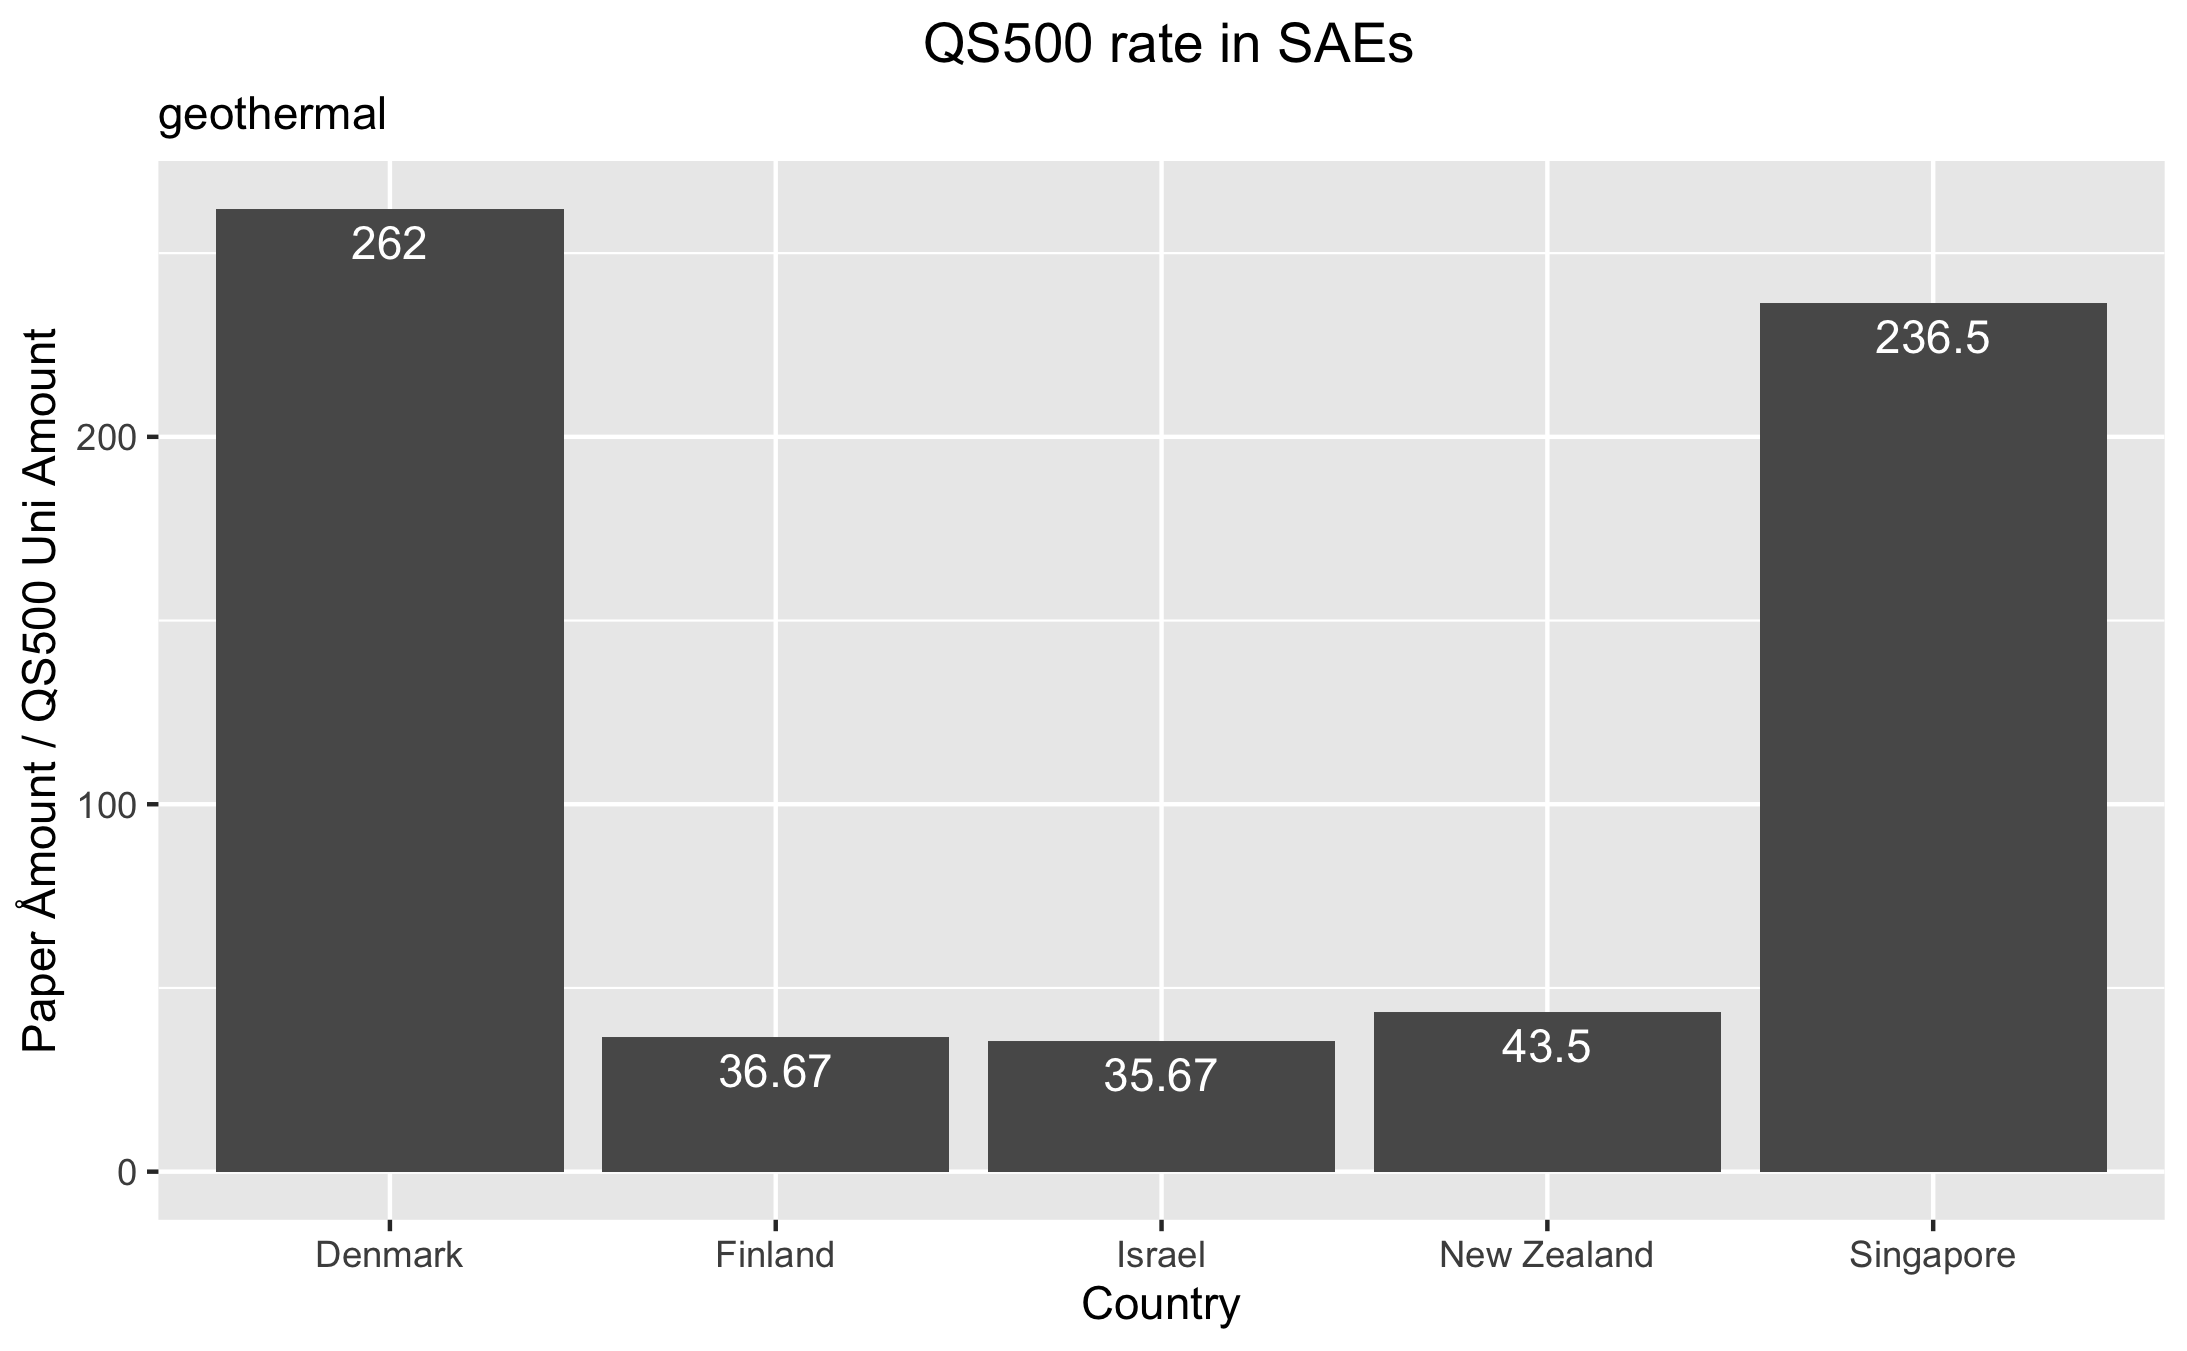 QS500 rate in SAEs
geothermal
Paper Åmount / QS500 Uni Amount
200
100
0
262
36.67
35.67
43.5
236.5
Denmark
Finland
Israel
New Zealand
Singapore
Country